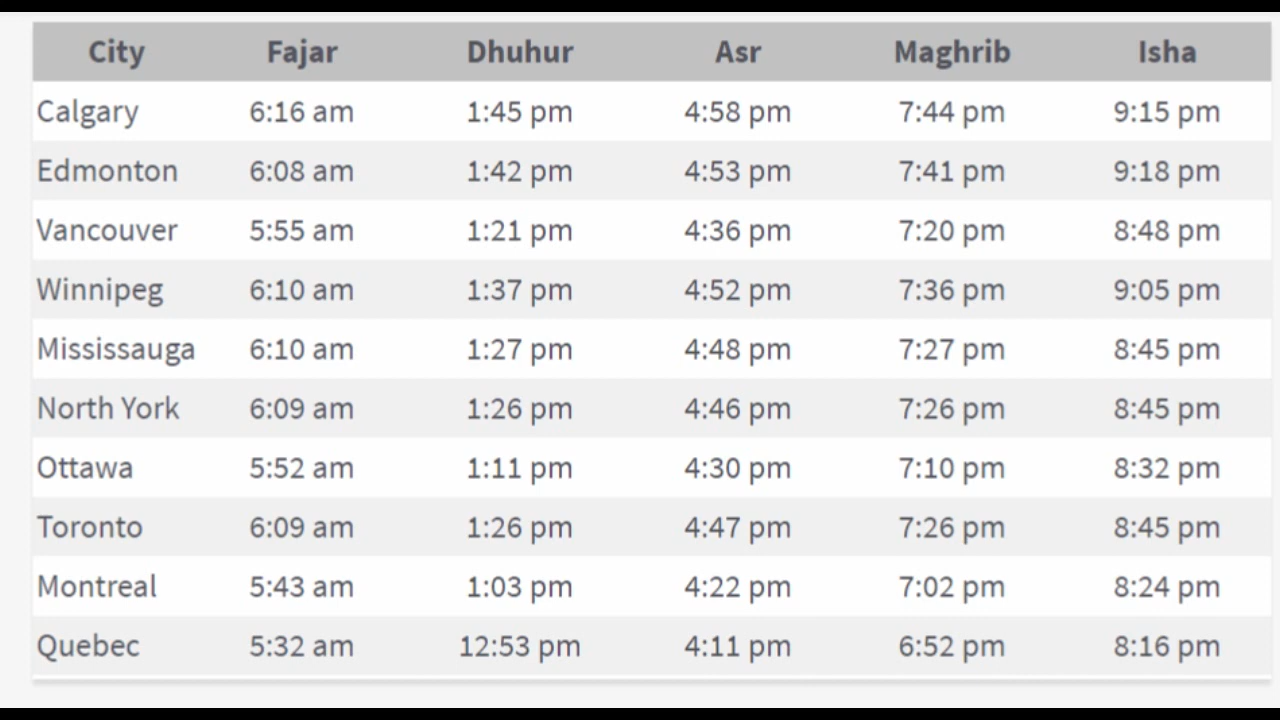 City Fajar Dhuhur Asr Maghrib Isha
Calgary 6:16 am 1:45 pm 4:58 pm 7:44 pm 9:15 pm
Edmonton 6:08 am 1:42 pm 4:53 pm 7:41 pm 9:18 pm
Vancouver 5:55 am 1:21 pm 4:36 pm 7:20 pm 8:48 pm
Winnipeg 6:10 am 1:37 pm 4:52 pm 7:36 pm 9:05 pm
Mississauga 6:10 am 1:27 pm 4:48 pm 7:27 pm 8:45 pm
North York 6:09 am 1:26 pm 4:46 pm 7:26 pm 8:45 pm
Ottawa 5:52 am 1:11 pm 4:30 pm 7:10 pm 8:32 pm
Toronto 6:09 am 1:26 pm 4:47 pm 7:26 pm 8:45 pm
Montreal 5:43 am 1:03 pm 4:22 pm 7:02 pm 8:24 pm
Quebec 5:32 am 12:53 pm 4:11 pm 6:52 pm 8:16 pm